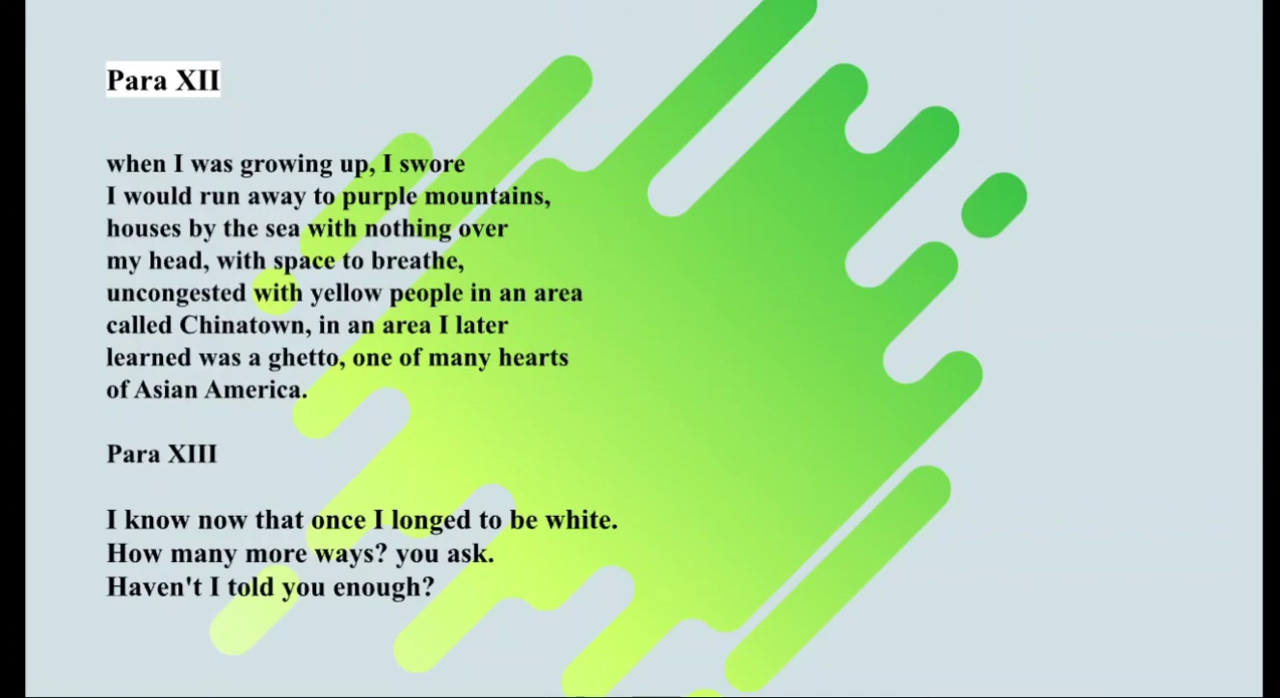 Para XII
when I was growing up, I swore
I would run away to purple mountains,
houses by the sea with nothing over
my head, with space to breathe,
uncongested with yellow people in an area
called Chinatown, in an area I later
learned was a ghetto, one of many hearts
of Asian America.
Para XIII
I know now that once I longed to be white.
How many more ways? you ask.
Haven't I told you enough?